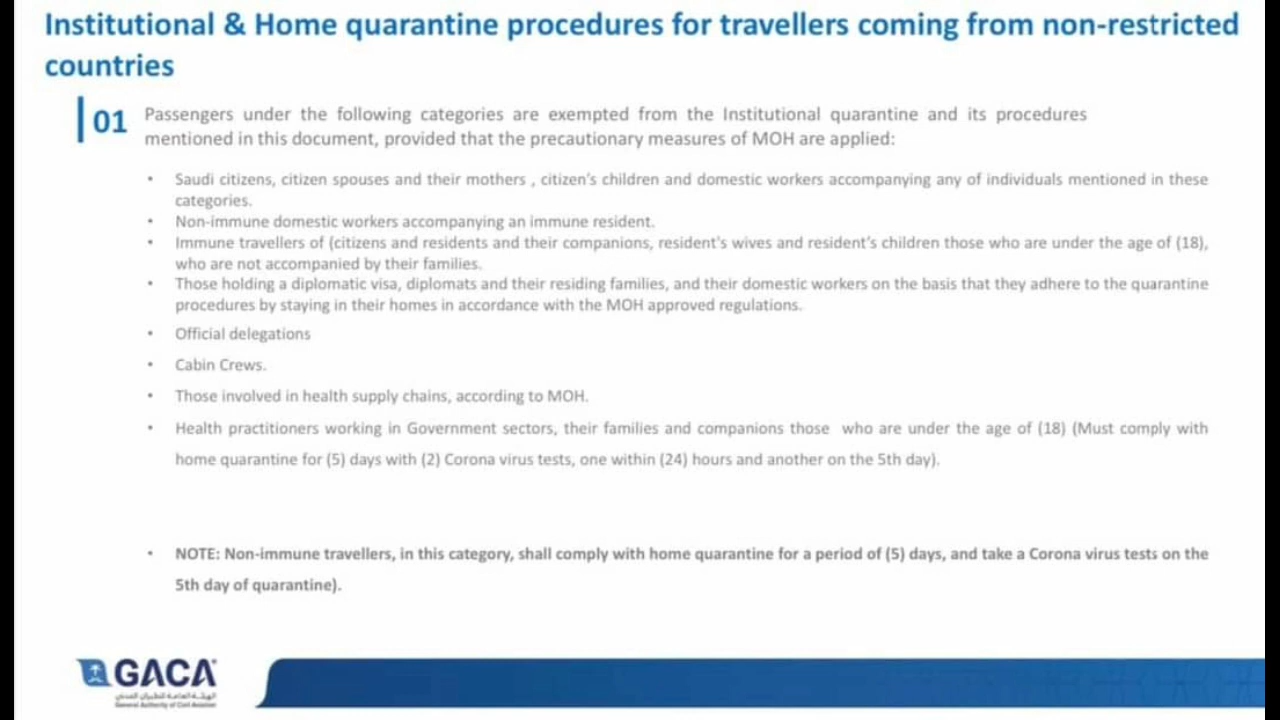 Institutional & Home quarantine procedures for travellers coming from non-restricted
countries
01
Passengers under the following categories are exempted from the Institutional quarantine and its procedures
mentioned in this document, provided that the precautionary measures of MOH are applied:
• Saudi citizens, citizen spouses and their mothers , citizen's children and domestic workers accompanying any of individuals mentioned in these
categories.
• Non-immune domestic workers accompanying an immune resident.
• Immune travellers of (citizens and residents and their companions, resident's wives and resident's children those who are under the age of (18),
who are not accompanied by their families.
• Those holding a diplomatic visa, diplomats and their residing families, and their domestic workers on the basis that they adhere to the quarantine
procedures by staying in their homes in accordance with the MOH approved regulations.
• Official delegations
• Cabin Crews.
• Those involved in health supply chains, according to MOH.
• Health practitioners working in Government sectors, their families and companions those who are under the age of (18) (Must comply with
home quarantine for (5) days with (2) Corona virus tests, one within (24) hours and another on the 5th day).
• NOTE: Non-immune travellers, in this category, shall comply with home quarantine for a period of (5) days, and take a Corona virus tests on the
5th day of quarantine).
GACA
الهيئة العامة للطيران المدني
General Authority of Civil Aviation